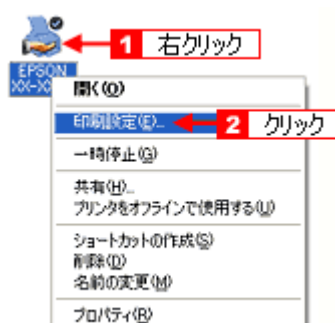 1 右クリック
EPSON
XX-XX
開く(O)
印刷設定(E)...
2 クリック
一時停止(G)
共有(H)...
プリンタをオフラインで使用する(U)
ショートカットの作成(S)
削除(D)
名前の変更(M)
プロパティ(R)